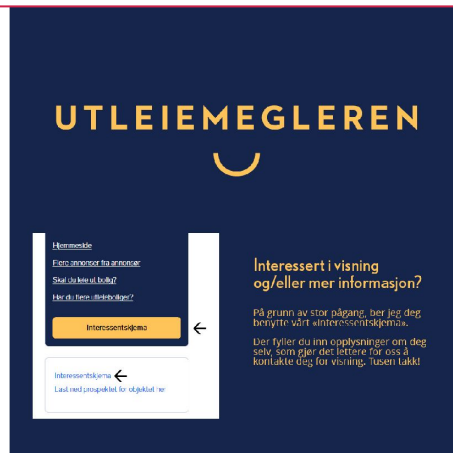 UTLEIEMEGLEREN
Hjemmeside
Flere annonser fra annonsør
Skal du leie ut bolig?
Har du flere utleieboliger?
Interessentskjema
Interessentskjema
Last ned prospektet for objektet her
Interessert i visning
og/eller mer informasjon?
På grunn av stor pågang, ber jeg deg
benytte vårt «Interessentskjema».
Der fyller du inn opplysninger om deg
selv, som gjør det lettere for oss å
kontakte deg for visning. Tusen takk!